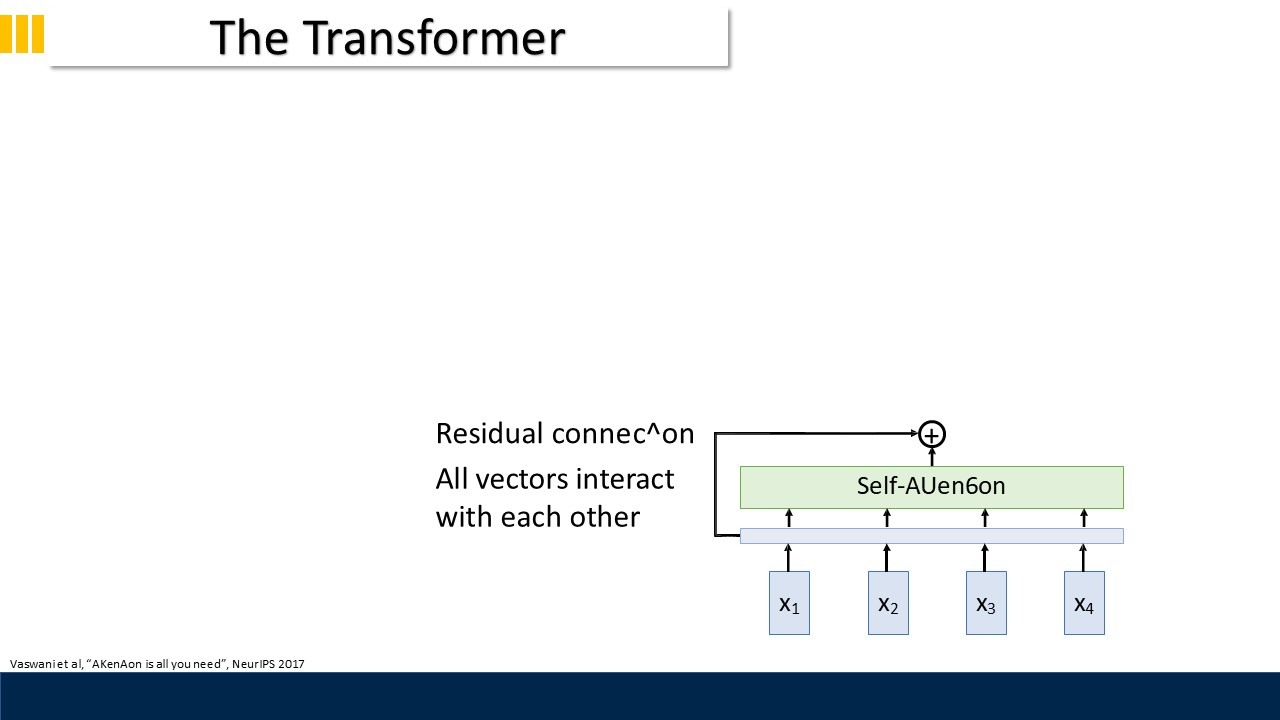 The Transformer
Residual connec^on
All vectors interact
with each other
+
Self-AUen6on
x1 x2 x3 x4
Vaswani et al, “AKenAon is all you need”, NeurIPS 2017